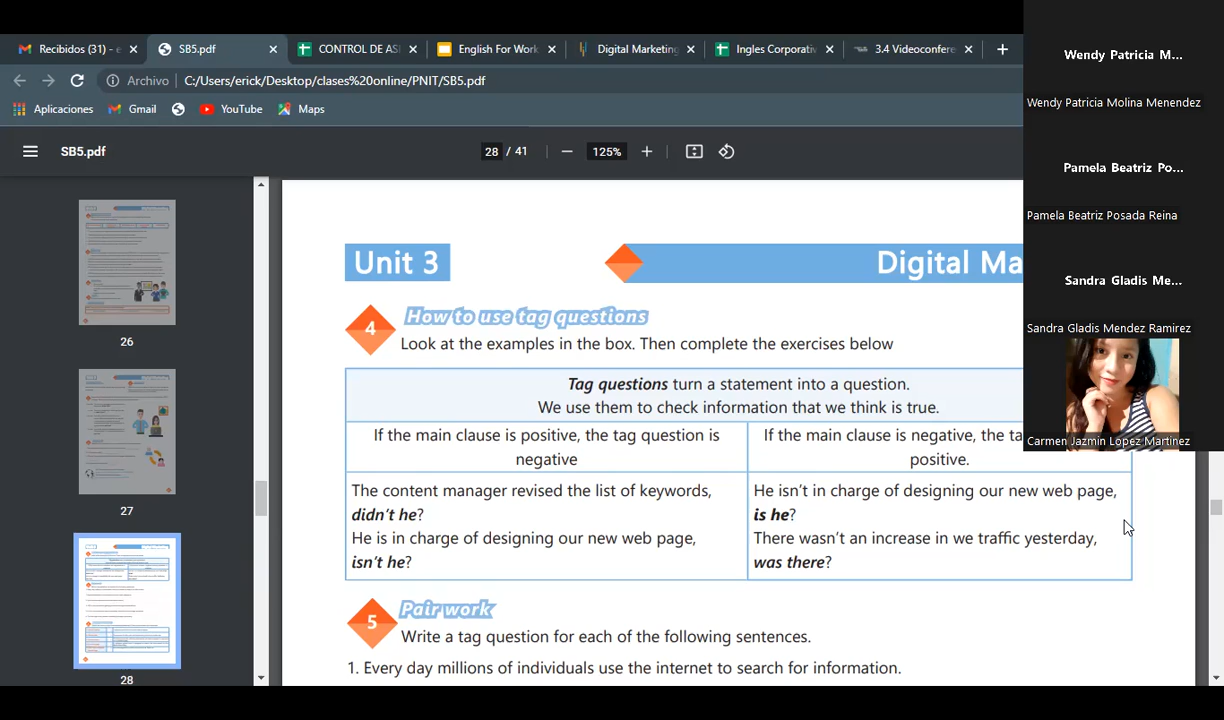 Recibidos (31) - e
SB5.pdf
CONTROL DE ASI
English For Work
Digital Marketing
Ingles Corporativ
3.4 Videoconfere
Archivo
C:/Users/erick/Desktop/clases%20online/PNIT/SB5.pdf
Aplicaciones
Gmail
YouTube
Maps
SB5.pdf
28 / 41
125%
26
27
28
Unit 3
Digital Ma
4
How to use tag questions
Look at the examples in the box. Then complete the exercises below
Tag questions turn a statement into a question.
We use them to check information that we think is true.
If the main clause is positive, the tag question is
negative
If the main clause is negative, the ta
positive.
The content manager revised the list of keywords,
didn't he?
He is in charge of designing our new web page,
isn't he?
He isn't in charge of designing our new web page,
is he?
There wasn't an increase in we traffic yesterday,
was there?
5
Pair work
Write a tag question for each of the following sentences.
1. Every day millions of individuals use the internet to search for information.
Wendy Patricia M...
Wendy Patricia Molina Menendez
Pamela Beatriz Po...
Pamela Beatriz Posada Reina
Sandra Gladis Me...
Sandra Gladis Mendez Ramirez
Carmen Jazmin Lopez Martinez